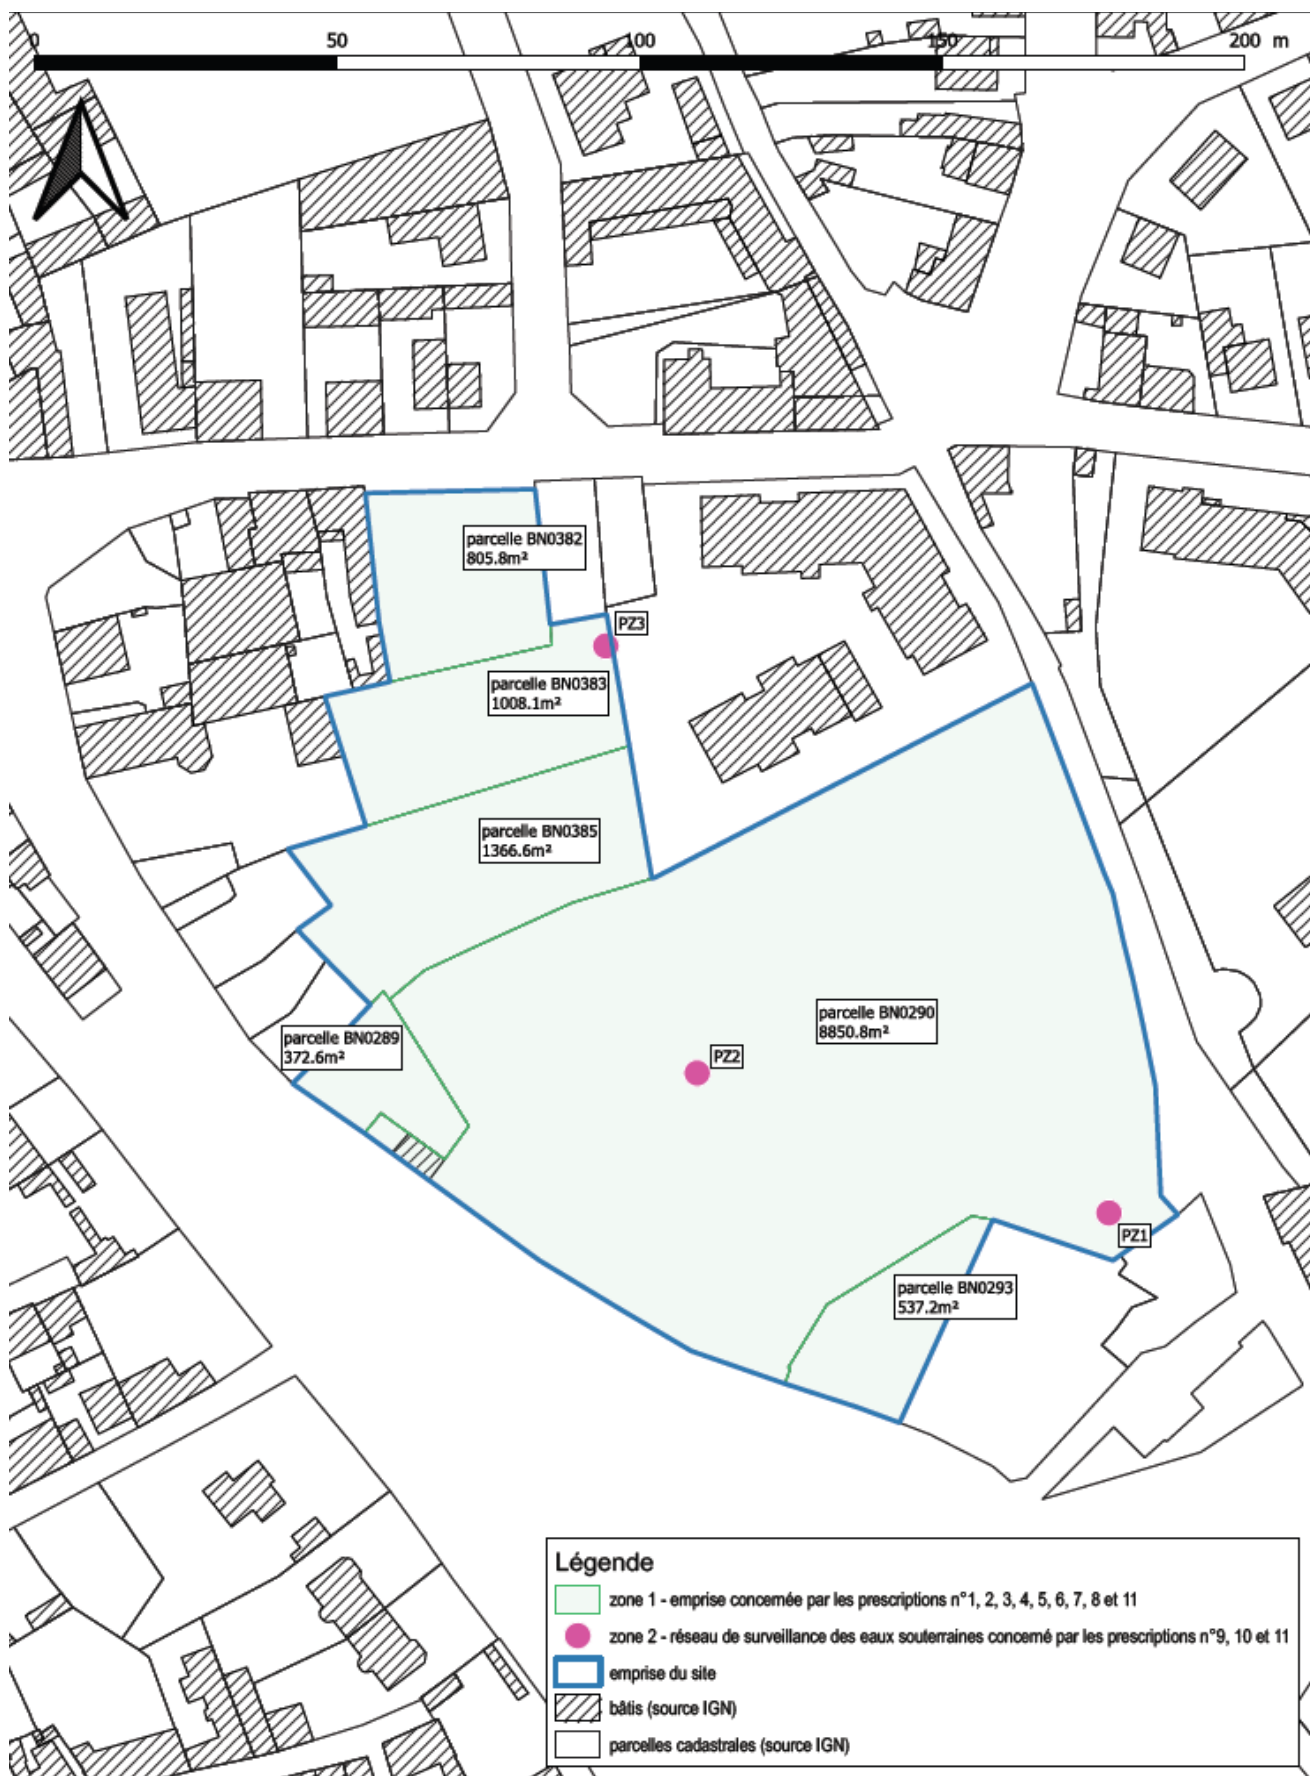 0 50 100 150 200 m
parcelle BN0382
805.8m²
PZ3
parcelle BN0383
1008.1m²
parcelle BN0385
1366.6m²
parcelle BN0290
8850.8m²
parcelle BN0289
372.6m²
PZ2
PZ1
parcelle BN0293
537.2m²
Légende
zone 1 - emprise concernée par les prescriptions n°1, 2, 3, 4, 5, 6, 7, 8 et 11
zone 2 - réseau de surveillance des eaux souterraines concerné par les prescriptions n°9, 10 et 11
emprise du site
bâtis (source IGN)
parcelles cadastrales (source IGN)